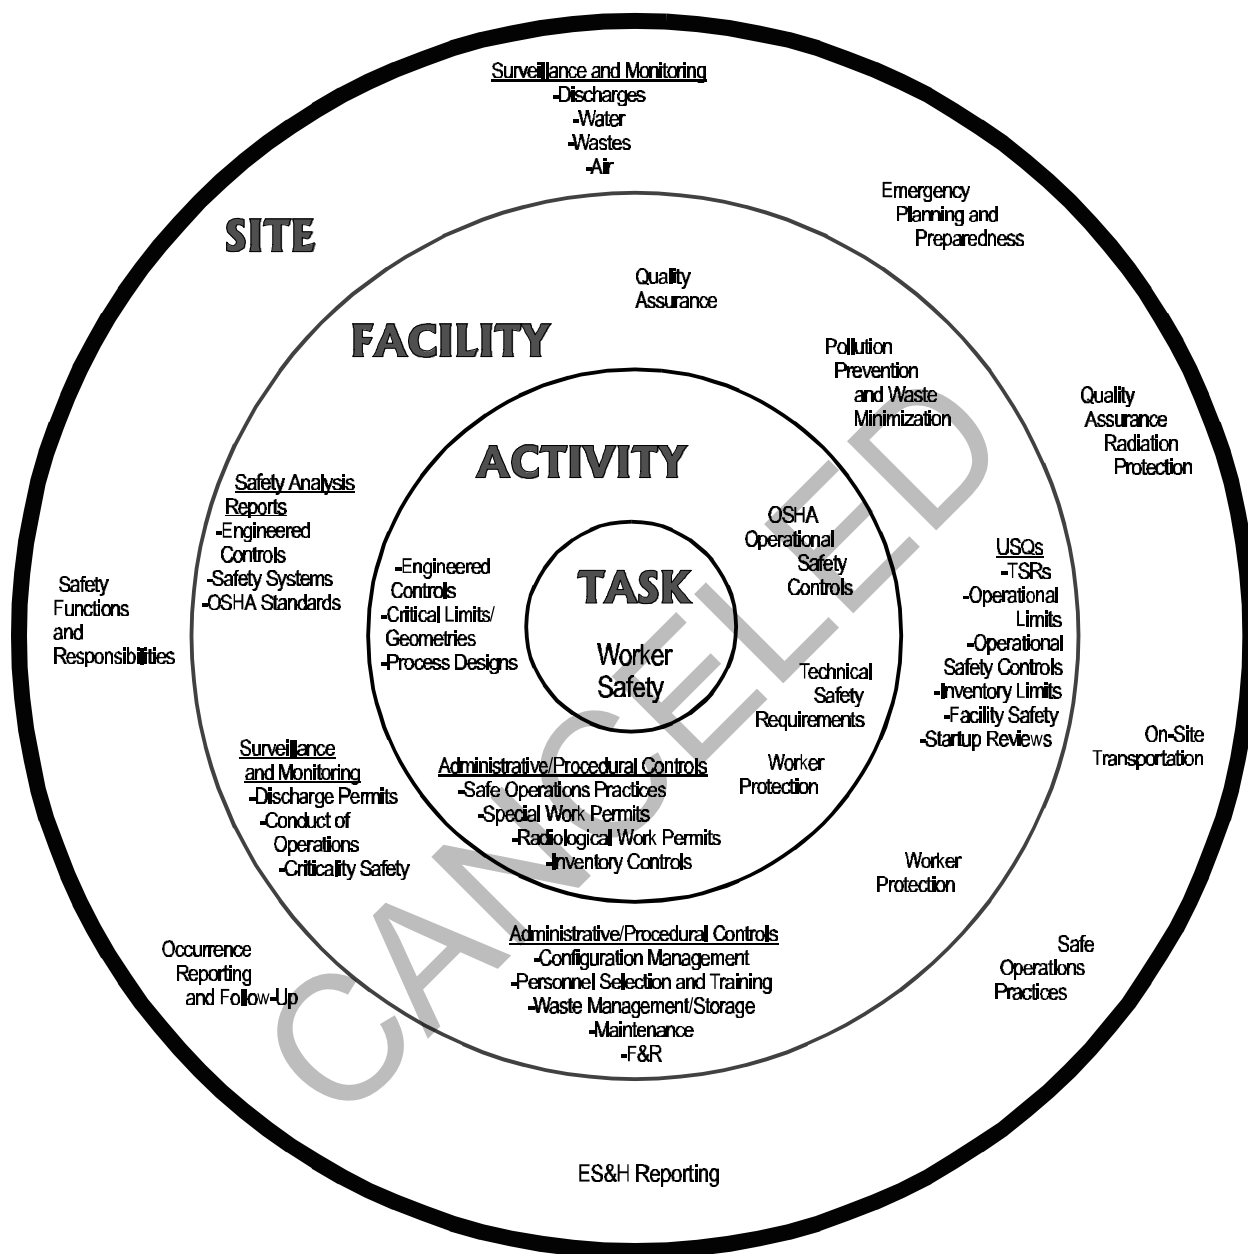 Surveillance and Monitoring
-Discharges
-Water
-Wastes
-Air
SITE
Emergency
Planning and
Preparedness
Quality
Assurance
Radiation
Protection
On-Site
Transportation
Safe
Operations
Practices
ES&H Reporting
Occurrence
Reporting
and Follow-Up
Safety
Functions
and
Responsibilities
FACILITY
Quality
Assurance
Pollution
Prevention
and Waste
Minimization
USQs
-TSRs
-Operational
Limits
-Operational
Safety Controls
-Inventory Limits
-Facility Safety
-Startup Reviews
Worker
Protection
Administrative/Procedural Controls
-Configuration Management
-Personnel Selection and Training
-Waste Management/Storage
-Maintenance
-F&R
Surveillance
and Monitoring
-Discharge Permits
-Conduct of
Operations
-Criticality Safety
Safety Analysis
Reports
-Engineered
Controls
-Safety Systems
-OSHA Standards
ACTIVITY
OSHA
Operational
Safety
Controls
Technical
Safety
Requirements
Worker
Protection
Administrative/Procedural Controls
-Safe Operations Practices
-Special Work Permits
-Radiological Work Permits
-Inventory Controls
-Engineered
Controls
-Critical Limits/
Geometries
-Process Designs
TASK
Worker
Safety
CANCELED